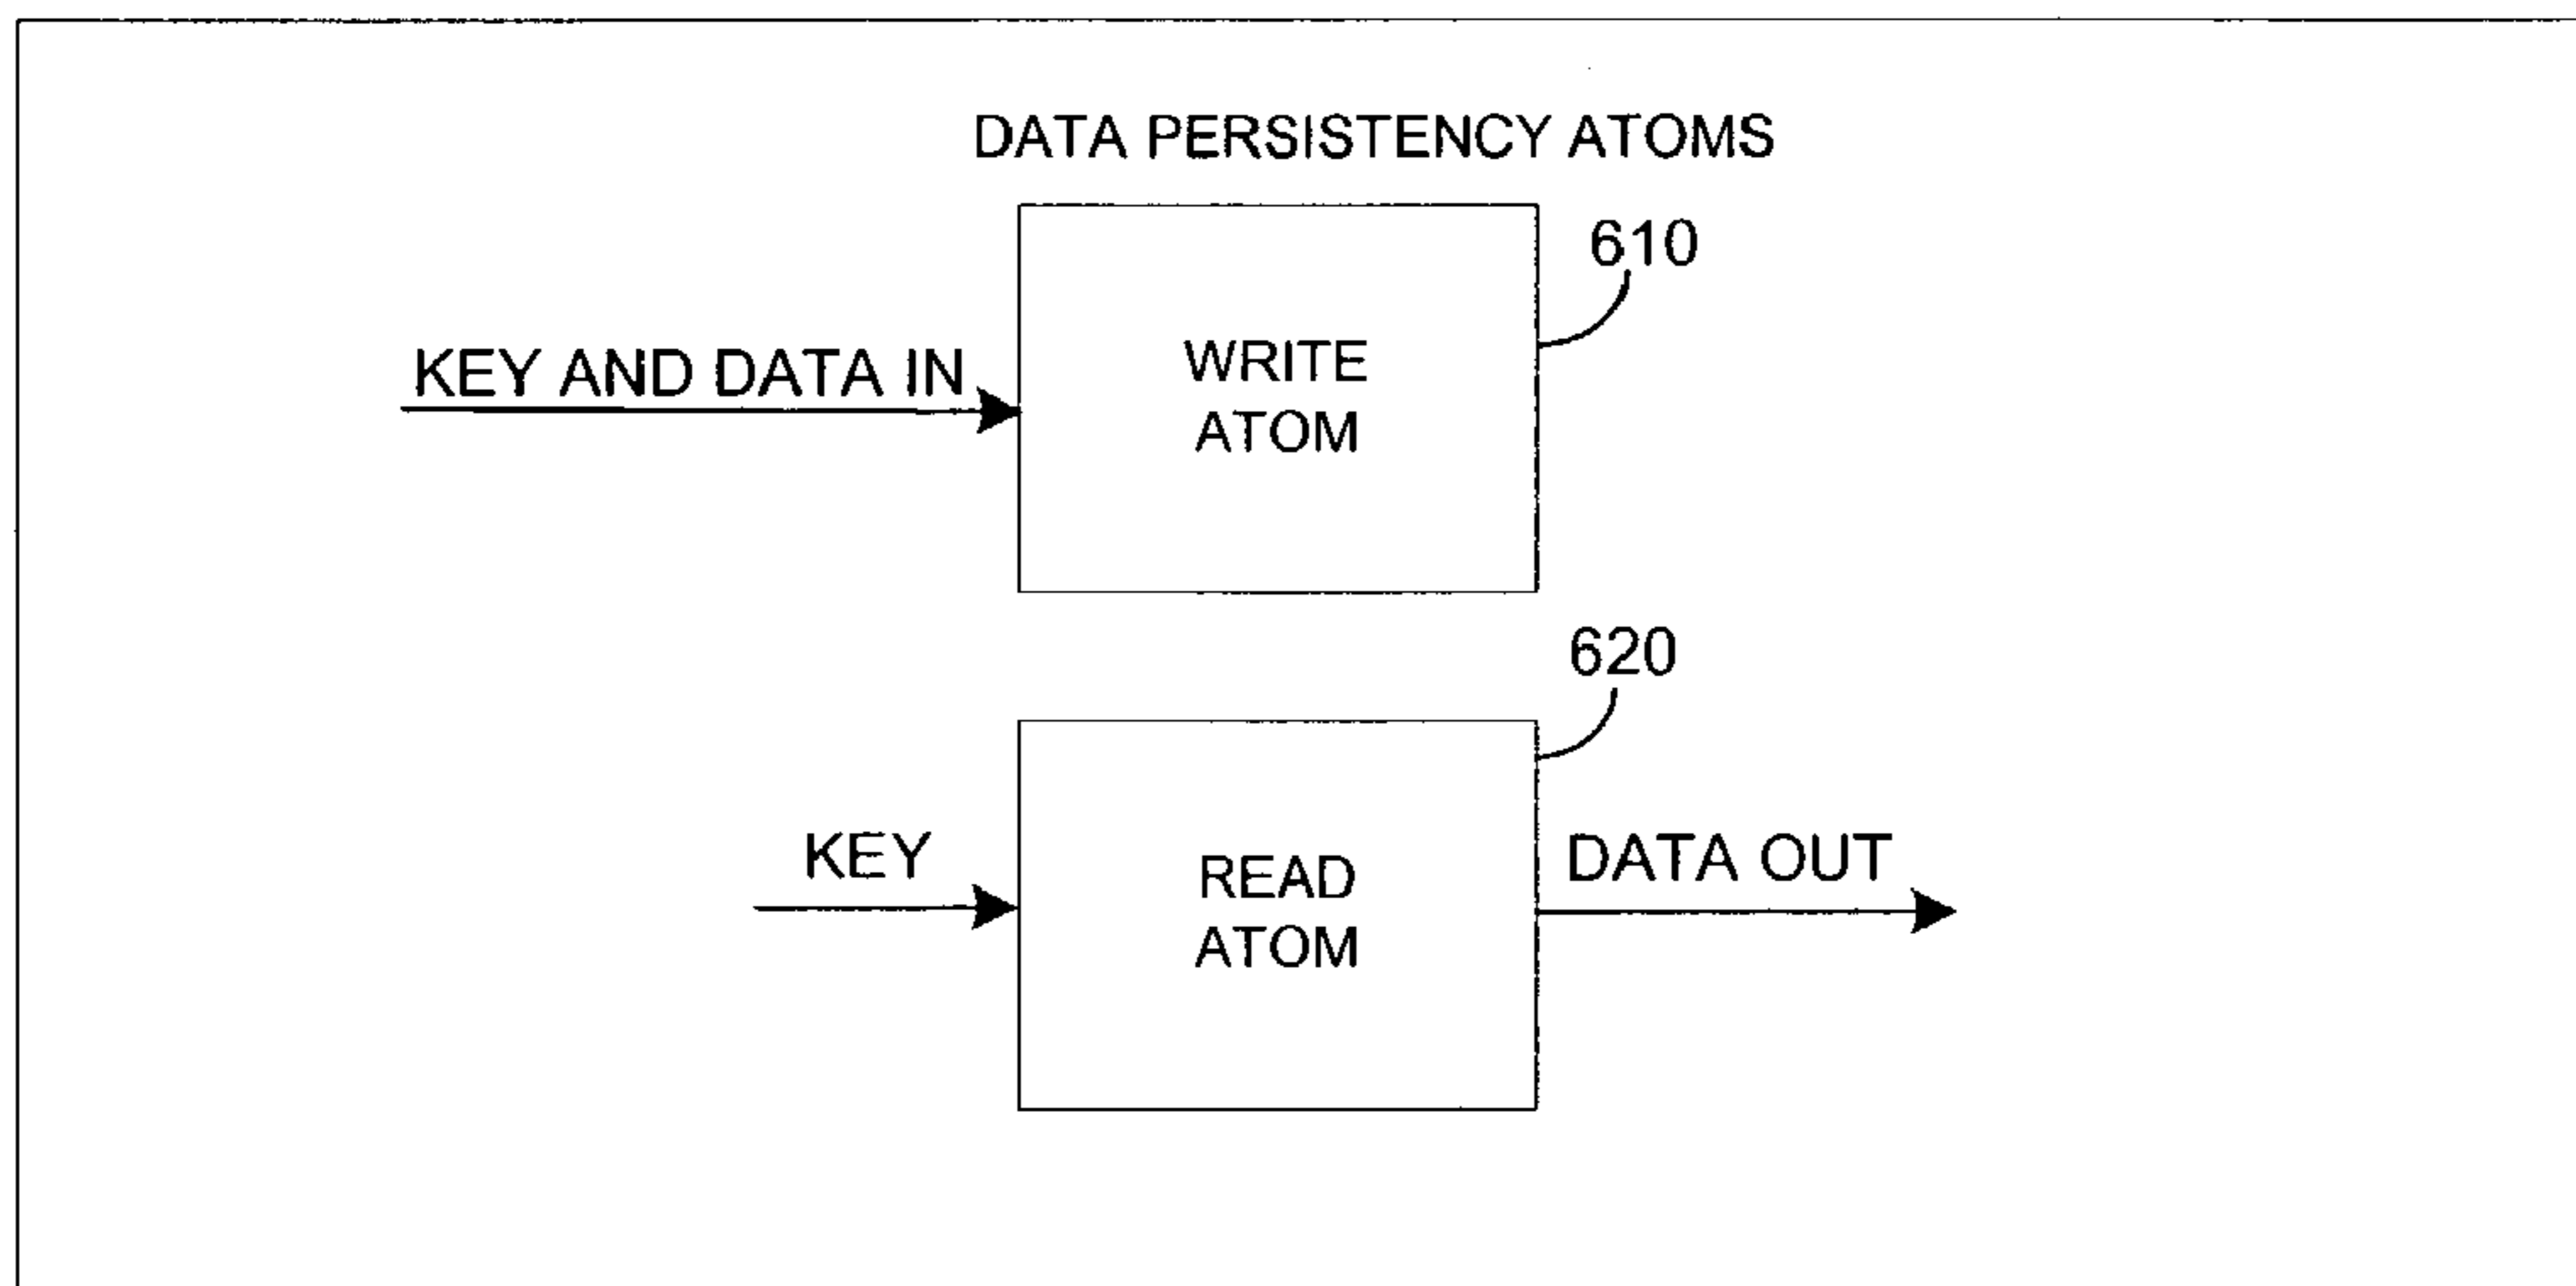 DATA PERSISTENCY ATOMS
610
KEY AND DATA IN
WRITE
ATOM
620
KEY
READ
ATOM
DATA OUT